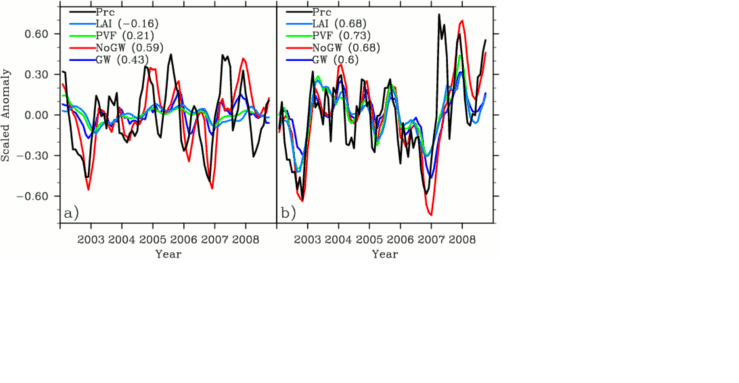 Prc
LAI (−0.16)
PVF (0.21)
NoGW (0.59)
GW (0.43)
Prc
LAI (0.68)
PVF (0.73)
NoGW (0.68)
GW (0.6)
Scaled Anomaly
0.60
0.30
0.00
−0.30
−0.60
a)
b)
2003 2004 2005 2006 2007 2008
2003 2004 2005 2006 2007 2008
Year
Year